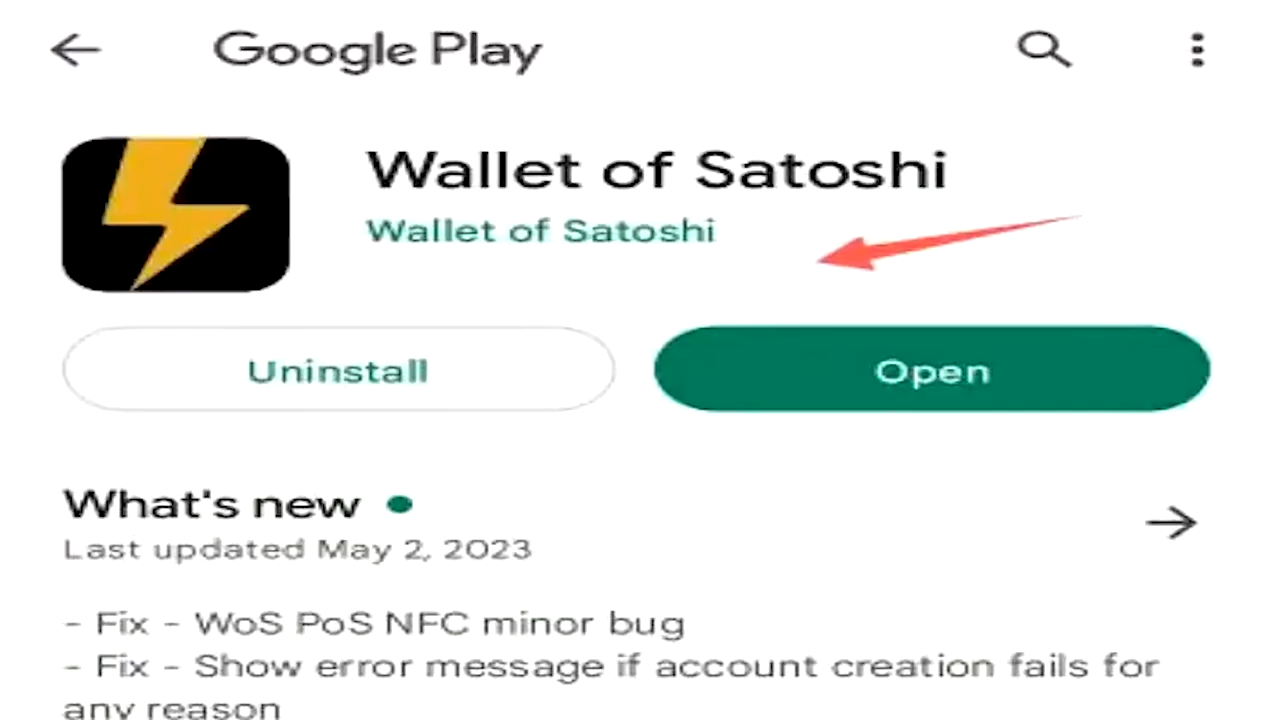 Google Play
Wallet of Satoshi
Wallet of Satoshi
Uninstall
Open
What's new
Last updated May 2, 2023
- Fix - WoS PoS NFC minor bug
- Fix - Show error message if account creation fails for
any reason